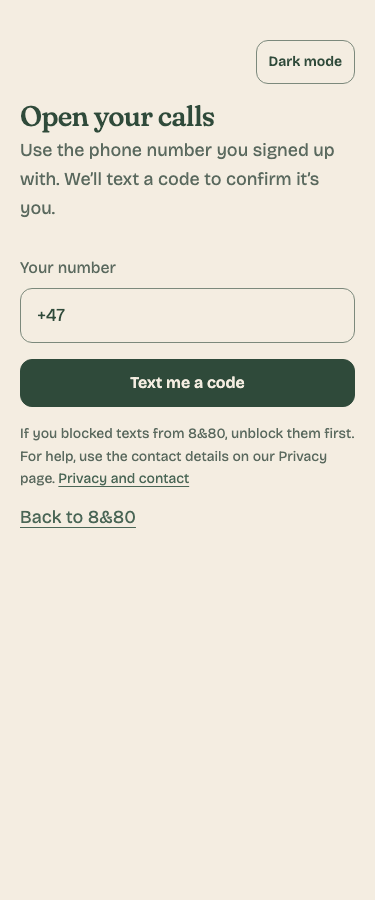 Dark mode
Open your calls
Use the phone number you signed up
with. We’ll text a code to confirm it’s
you.
Your number
+47
Text me a code
If you blocked texts from 8&80, unblock them first.
For help, use the contact details on our Privacy
page. Privacy and contact
Back to 8&80